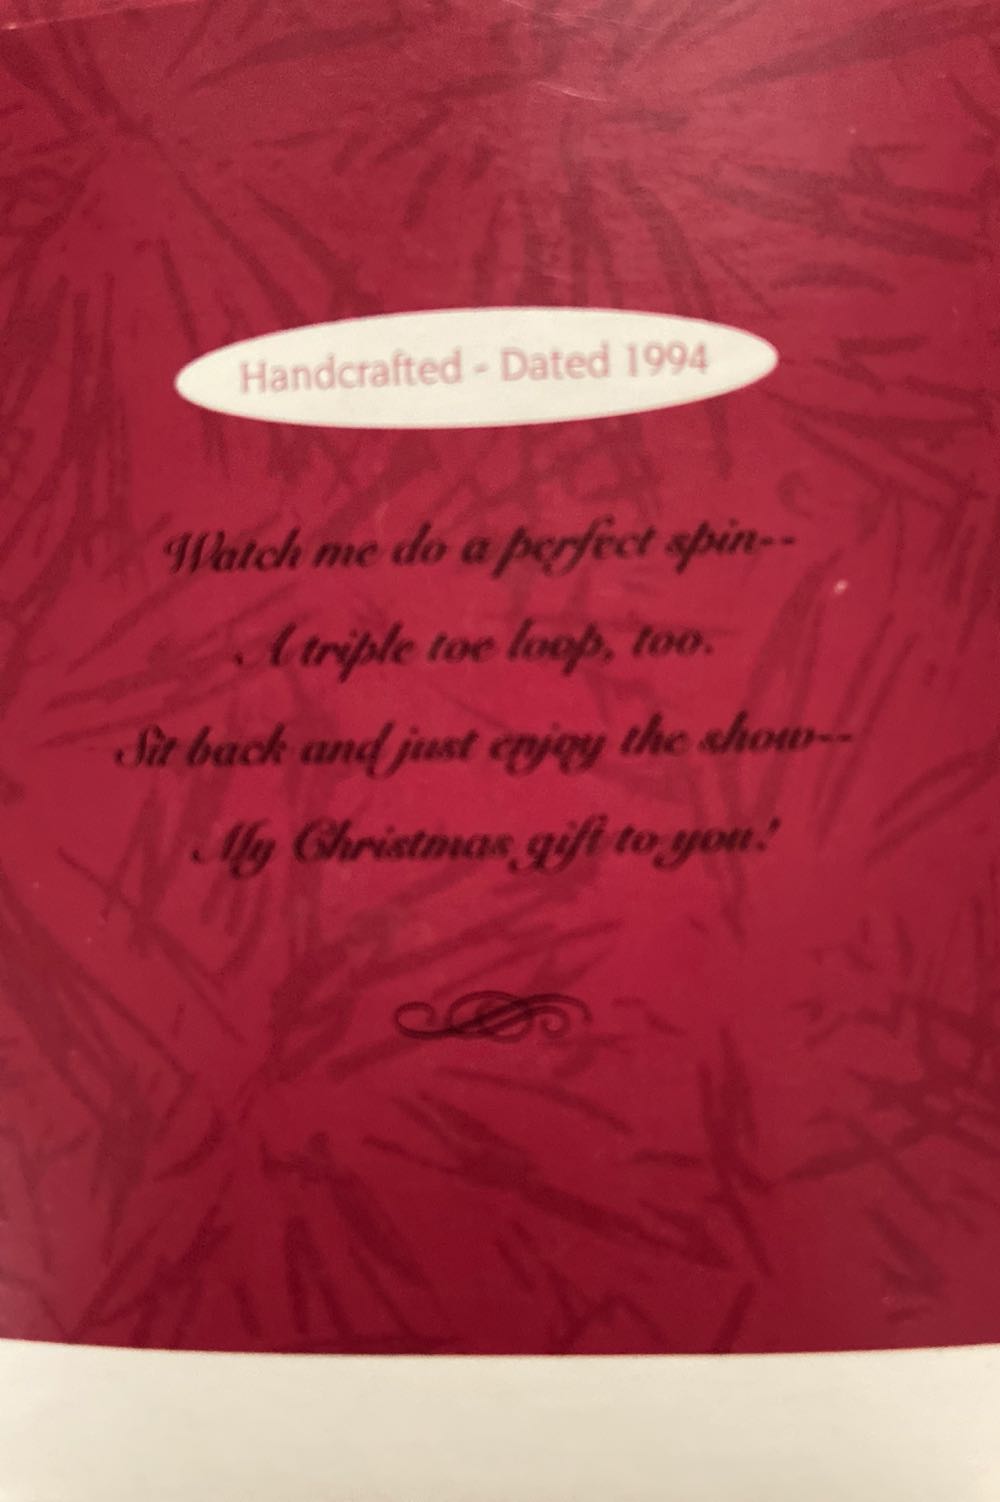 Handcrafted - Dated 1994
Watch me do a perfect spin--
A triple toe loop, too.
Sit back and just enjoy the show--
My Christmas gift to you!